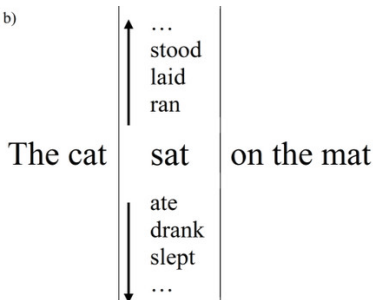 b)
…
stood
laid
ran
The cat sat on the mat
ate
drank
slept
…